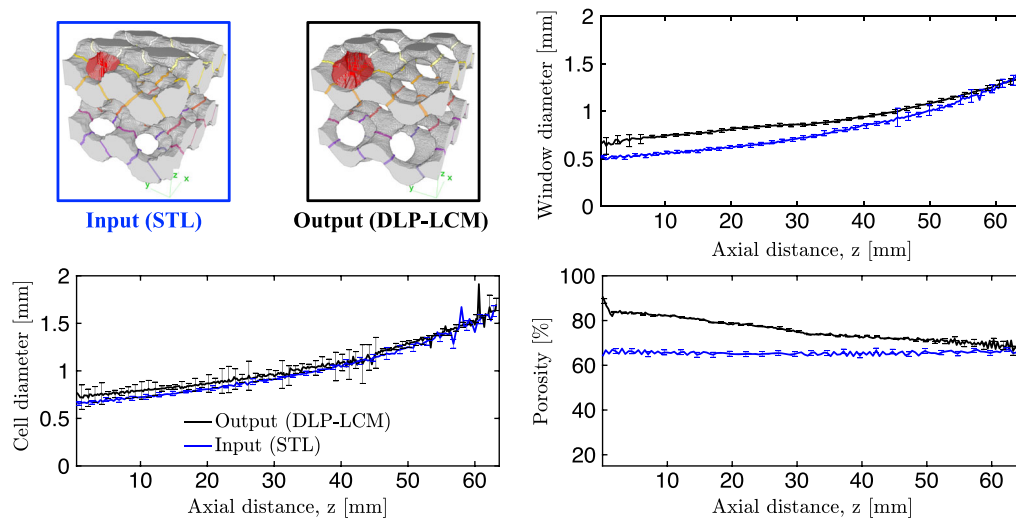 z
y
x
Input (STL)
z
y
x
Output (DLP-LCM)
Window diameter [mm]
2
1.5
1
0.5
0
10 20 30 40 50 60
Axial distance, z [mm]
Cell diameter [mm]
2
1.5
1
0.5
0
Output (DLP-LCM)
Input (STL)
10 20 30 40 50 60
Axial distance, z [mm]
Porosity [%]
100
80
60
40
20
10 20 30 40 50 60
Axial distance, z [mm]